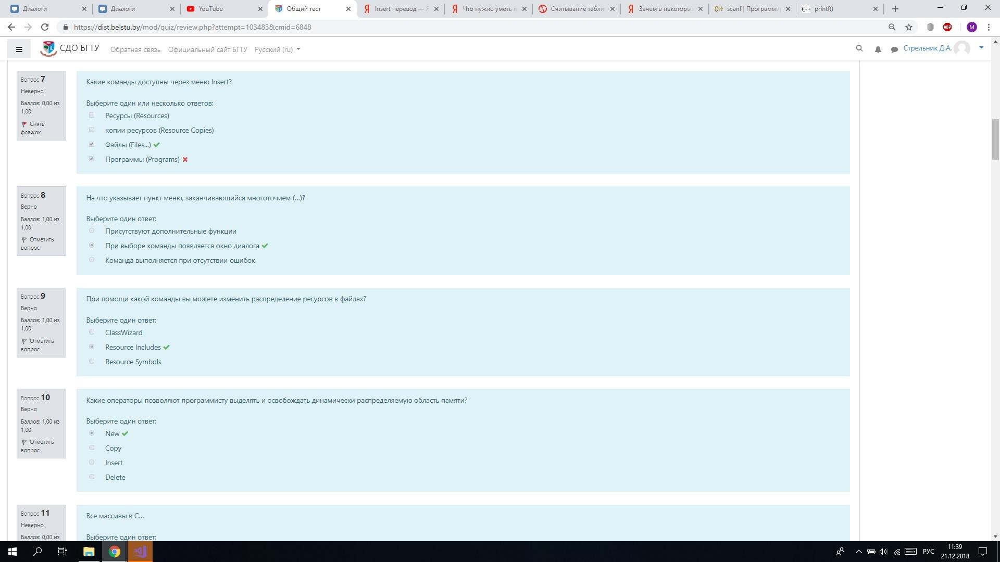 Диалоги
Диалоги
YouTube
Общий тест
Insert перевод — Я
Что нужно уметь п
Считывание табли
Зачем в некоторы
scanf | Программи
printf()
https://dist.belstu.by/mod/quiz/review.php?attempt=103483&cmid=6848
СДО БГТУ
Обратная связь Официальный сайт БГТУ Русский (ru)
Стрельник Д.А.
Вопрос 7
Неверно
Баллов: 0,00 из
1,00
Снять
флажок
Какие команды доступны через меню Insert?
Выберите один или несколько ответов:
Ресурсы (Resources)
копии ресурсов (Resource Copies)
Файлы (Files...)
Программы (Programs)
Вопрос 8
Верно
Баллов: 1,00 из
1,00
Отметить
вопрос
На что указывает пункт меню, заканчивающийся многоточием (...)?
Выберите один ответ:
Присутствуют дополнительные функции
При выборе команды появляется окно диалога
Команда выполняется при отсутствии ошибок
Вопрос 9
Верно
Баллов: 1,00 из
1,00
Отметить
вопрос
При помощи какой команды вы можете изменить распределение ресурсов в файлах?
Выберите один ответ:
ClassWizard
Resource Includes
Resource Symbols
Вопрос 10
Верно
Баллов: 1,00 из
1,00
Отметить
вопрос
Какие операторы позволяют программисту выделять и освобождать динамически распределяемую область памяти?
Выберите один ответ:
New
Copy
Insert
Delete
Вопрос 11
Неверно
Баллов: 0,00 из
Все массивы в С...
Выберите один ответ:
РУС
11:39
21.12.2018